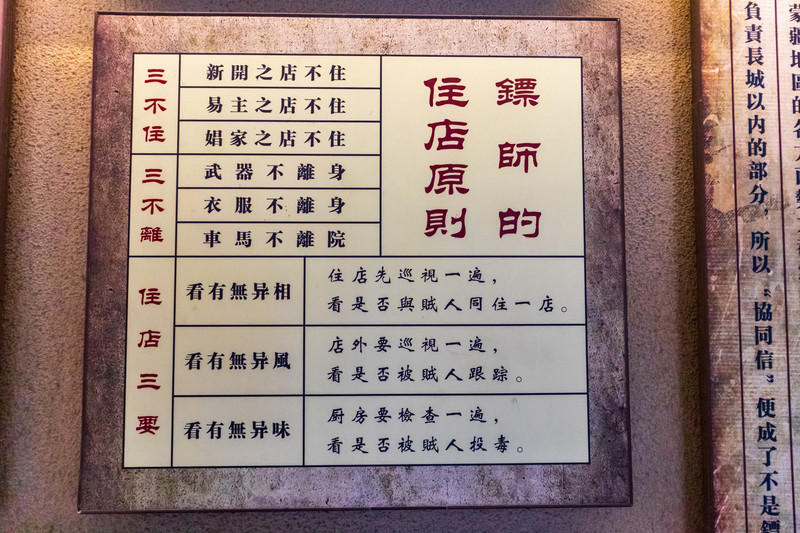 鏢師的
住店原則
三不住
新開之店不住
易主之店不住
娼家之店不住
三不離
武器不離身
衣服不離身
車馬不離院
住店三要
看有無异相
住店先巡視一遍，
看是否與賊人同住一店。
看有無异風
店外要巡視一遍，
看是否被賊人跟踪。
看有無异味
厨房要檢查一遍，
看是否被賊人投毒。
負責長城以内的部分，所以“協同信”便成了不是鏢